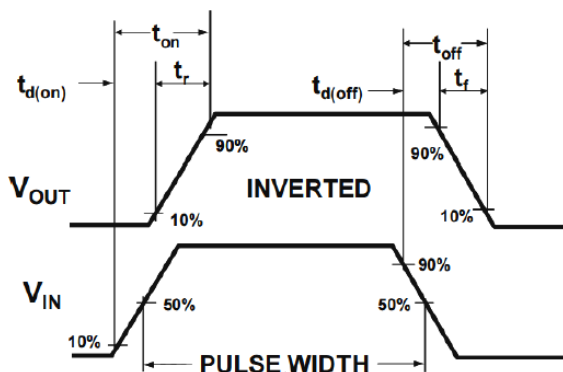 t_on
t_off
t_d(on)
t_r
t_d(off)
t_f
90%
90%
V_OUT
INVERTED
10%
10%
90%
V_IN
50%
50%
10%
PULSE WIDTH